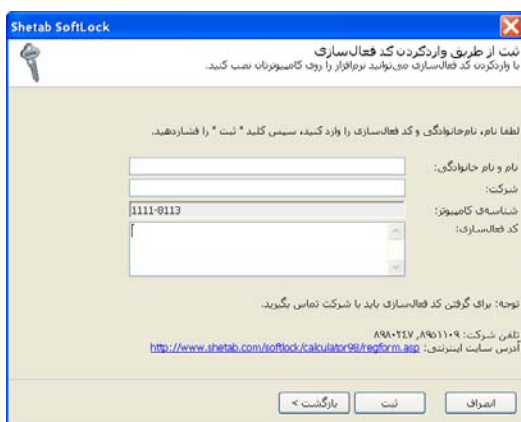 Shetab SoftLock
ثبت از طریق واردکردن کد فعال‌سازی
با واردکردن کد فعال‌سازی می‌توانید نرم‌افزار را روی کامپیوترتان نصب کنید.
لطفا نام، نام‌خانوادگی و کد فعال‌سازی را وارد کنید، سپس کلید " ثبت " را فشاردهید.
نام و نام خانوادگی:
شرکت:
شناسه‌ی کامپیوتر: 1111-0113
کد فعال‌سازی:
توجه: برای گرفتن کد فعال‌سازی باید با شرکت تماس بگیرید.
تلفن شرکت: ۸۹۵۱۱۰۹, ۸۹۸۰۲٤۷
آدرس سایت اینترنتی: http://www.shetab.com/softlock/calculator98/regform.asp
انصراف ثبت بازگشت >